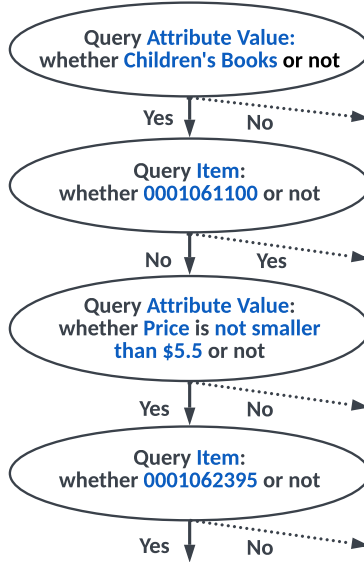 Query Attribute Value:
whether Children's Books or not
Yes
No
Query Item:
whether 0001061100 or not
No
Yes
Query Attribute Value:
whether Price is not smaller
than $5.5 or not
Yes
No
Query Item:
whether 0001062395 or not
Yes
No